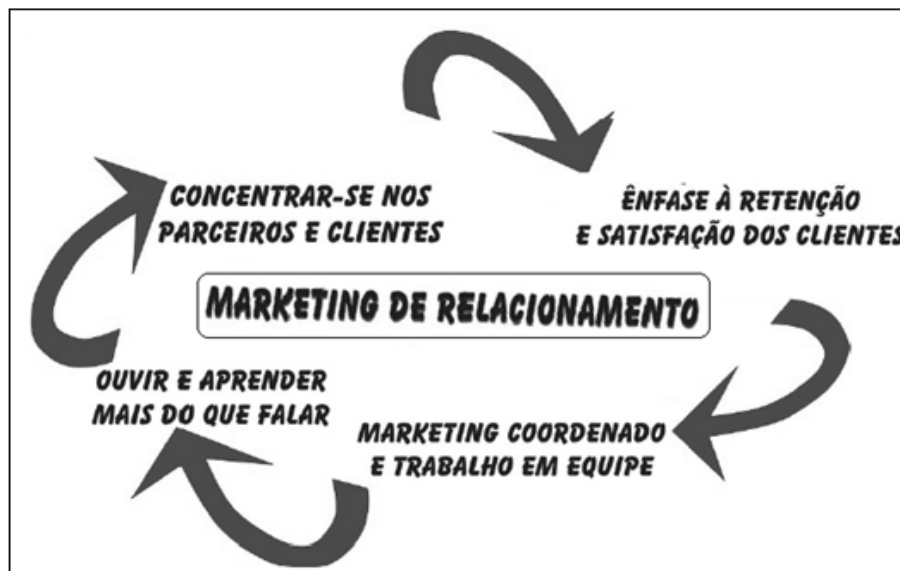 CONCENTRAR-SE NOS
PARCEIROS E CLIENTES
ÊNFASE À RETENÇÃO
E SATISFAÇÃO DOS CLIENTES
MARKETING DE RELACIONAMENTO
OUVIR E APRENDER
MAIS DO QUE FALAR
MARKETING COORDENADO
E TRABALHO EM EQUIPE